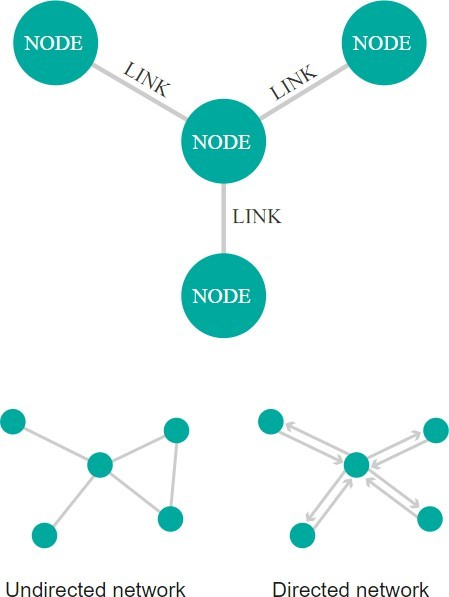 NODE
NODE
LINK
LINK
NODE
LINK
NODE
Undirected network
Directed network